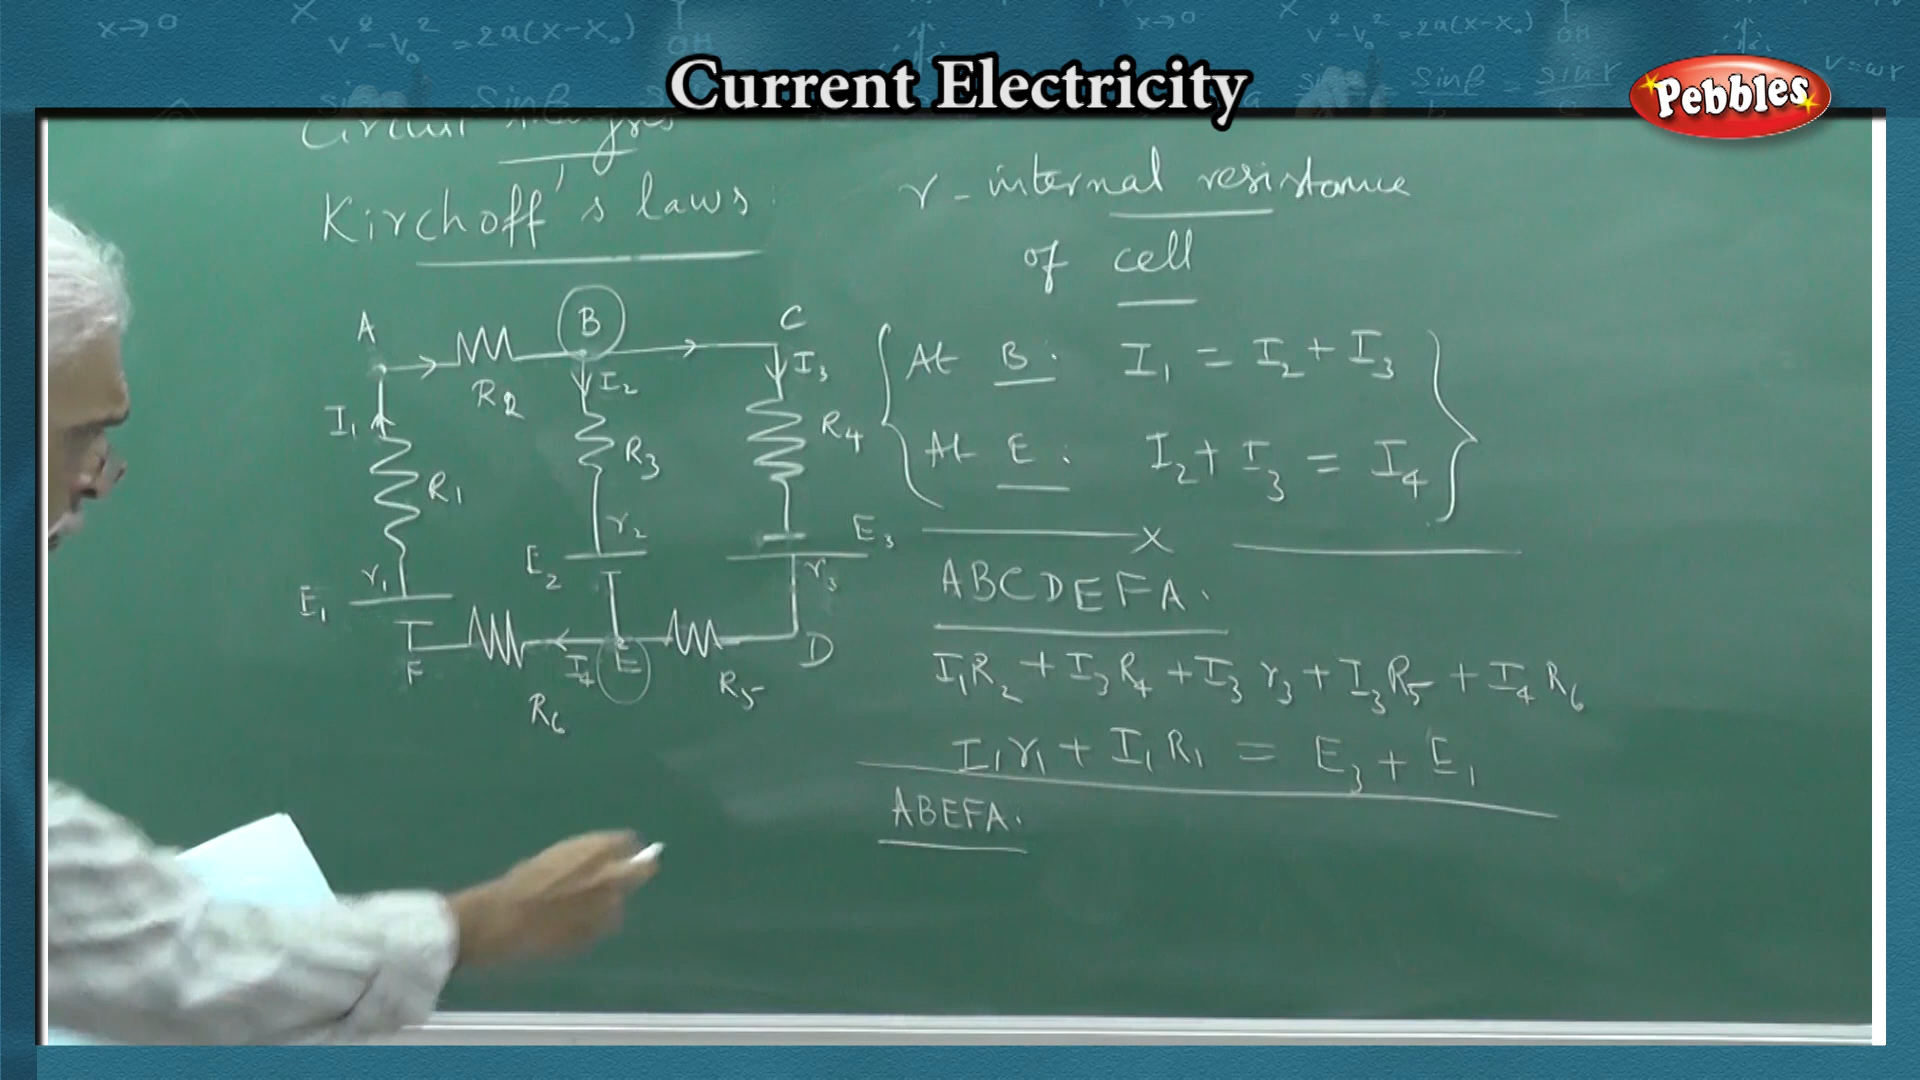 Current Electricity
Pebbles
Kirchoff's laws:
r - internal resistance
of cell
A
B
C
R2
I2
I3
I1
R3
R4
R1
r2
E2
E3
r1
r3
E1
F
I4
E
D
R6
R5
At B: I1 = I2 + I3
At E: I2 + I3 = I4
X
ABCDEFA.
I1R2 + I3R4 + I3r3 + I3R5 + I4R6
I1r1 + I1R1 = E3 + E1
ABEFA.